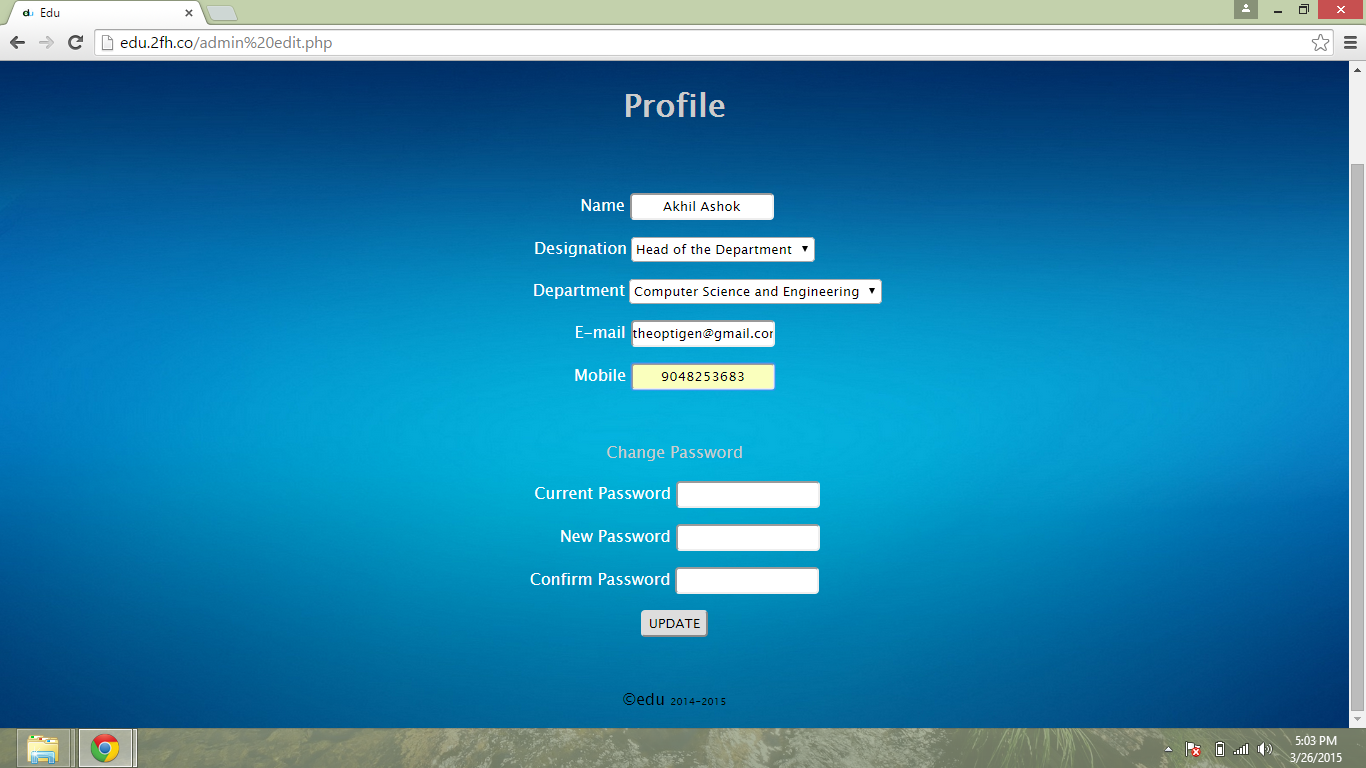 Edu
edu.2fh.co/admin%20edit.php
Profile
Name Akhil Ashok
Designation Head of the Department
Department Computer Science and Engineering
E-mail theoptigen@gmail.com
Mobile 9048253683
Change Password
Current Password
New Password
Confirm Password
UPDATE
©edu 2014-2015
5:03 PM
3/26/2015